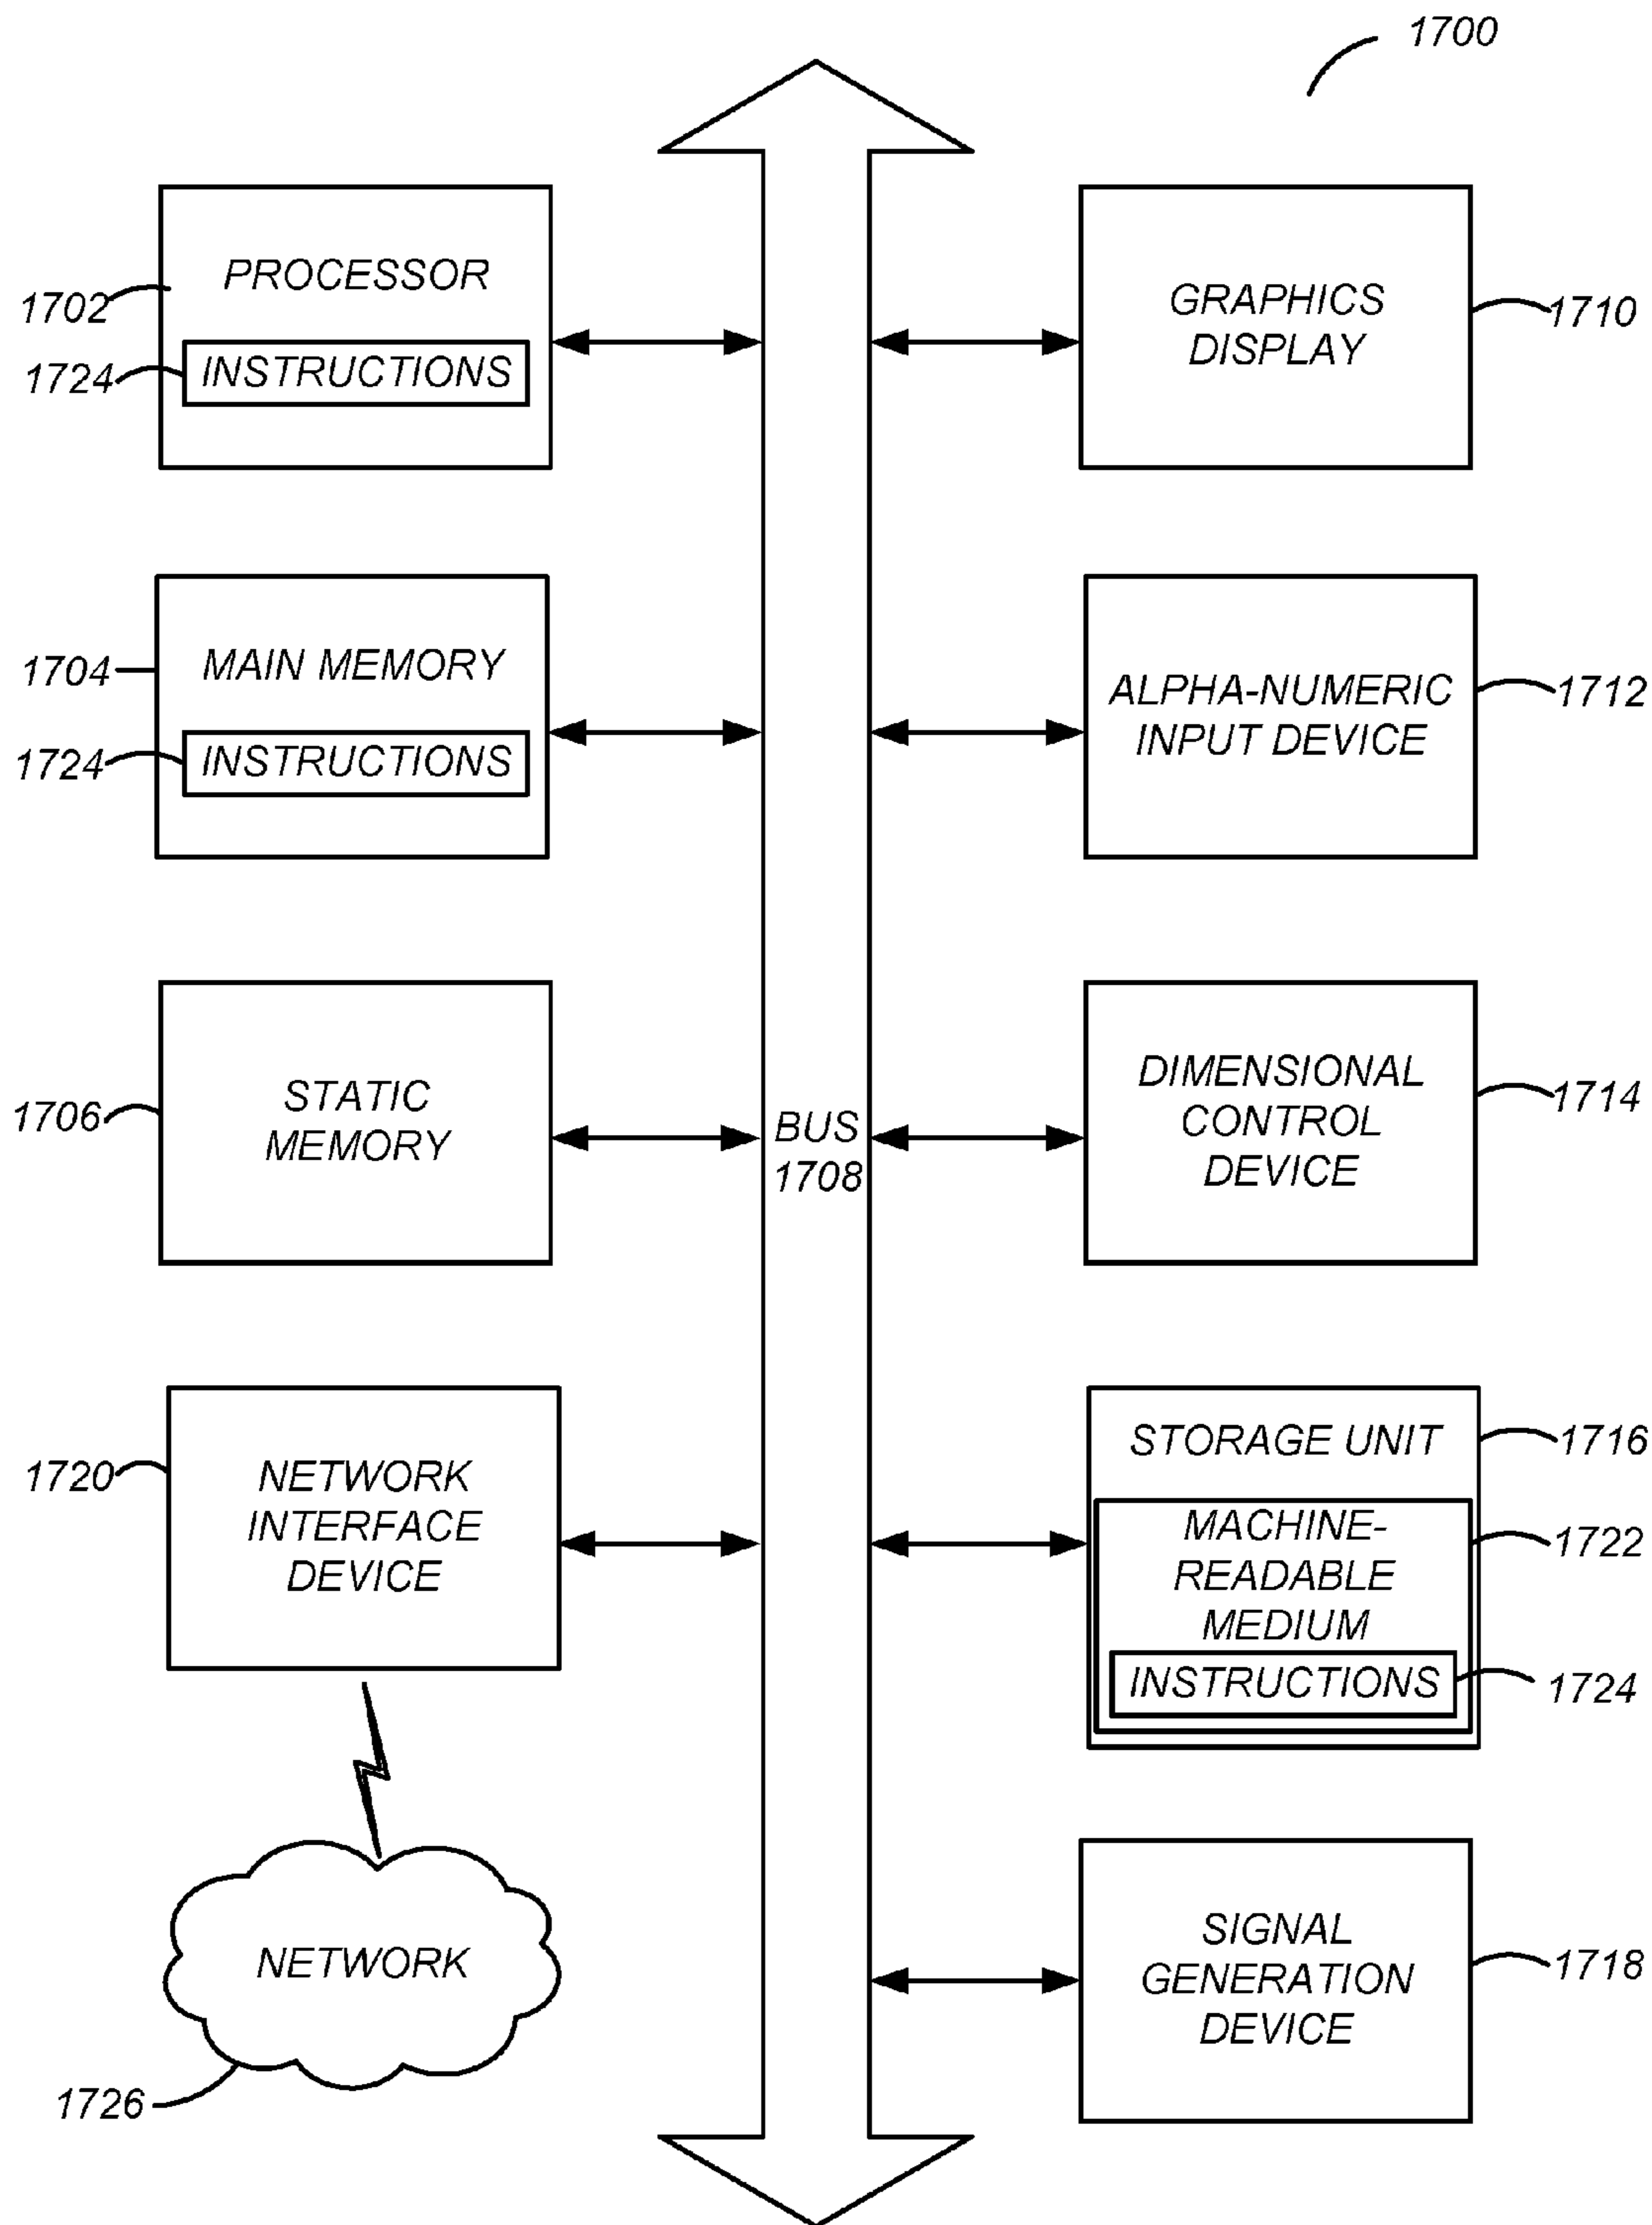 1700
PROCESSOR
1702
1724
INSTRUCTIONS
GRAPHICS
DISPLAY
1710
MAIN MEMORY
1704
1724
INSTRUCTIONS
ALPHA-NUMERIC
INPUT DEVICE
1712
STATIC
MEMORY
1706
BUS
1708
DIMENSIONAL
CONTROL
DEVICE
1714
1720
NETWORK
INTERFACE
DEVICE
STORAGE UNIT
1716
MACHINE-
READABLE
MEDIUM
1722
INSTRUCTIONS
1724
NETWORK
1726
SIGNAL
GENERATION
DEVICE
1718